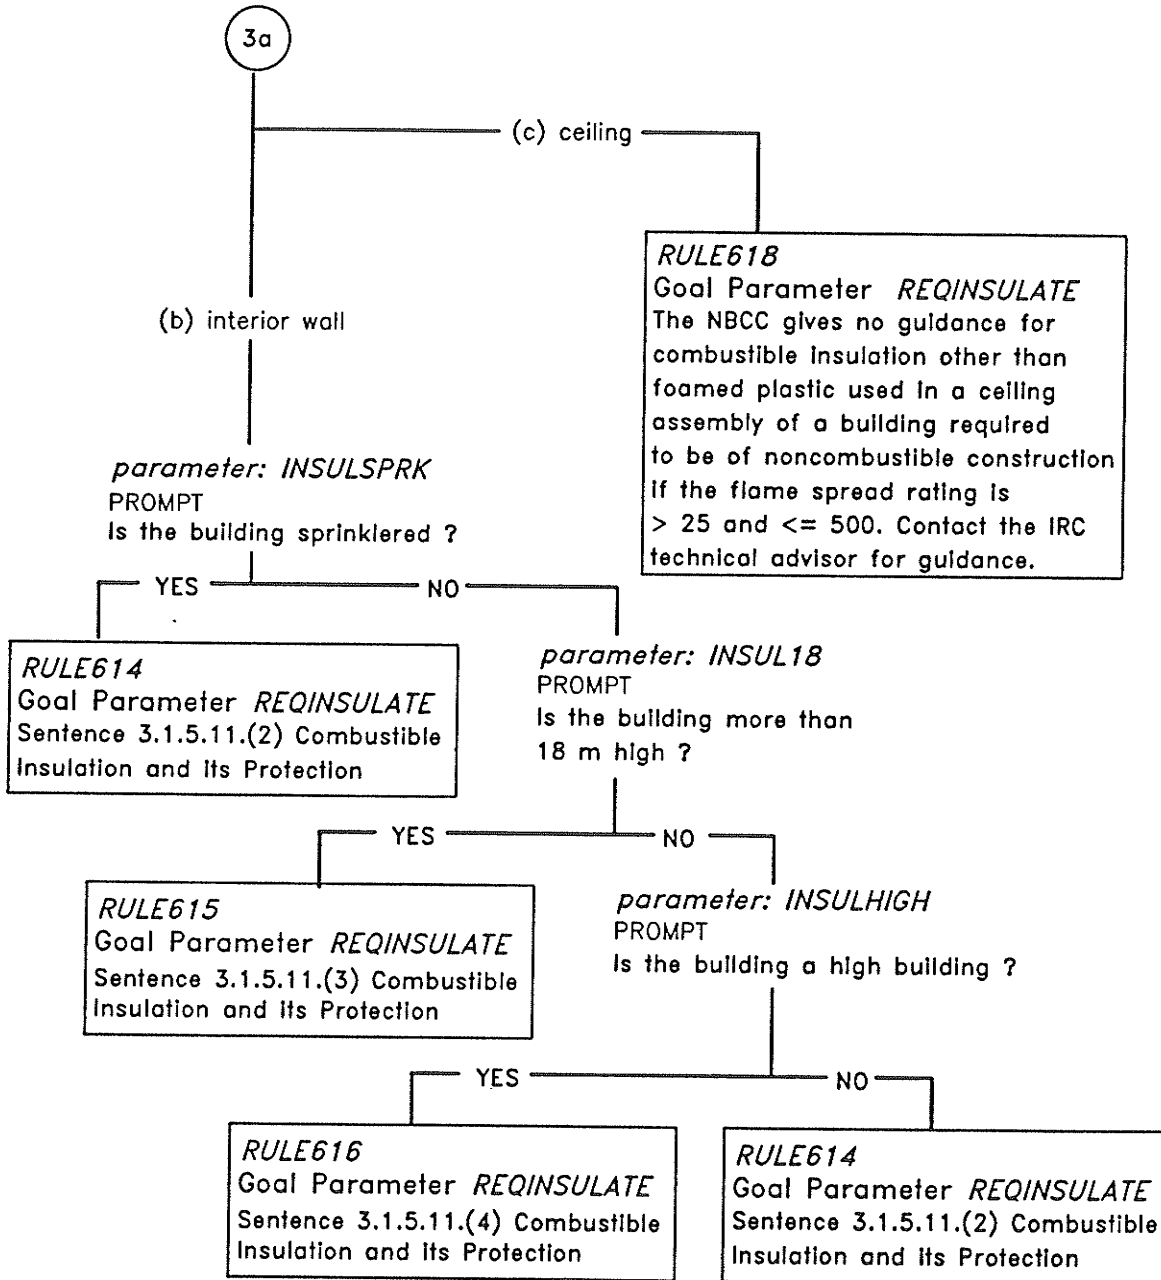 3a
(c) ceiling
RULE618
Goal Parameter REQINSULATE
The NBCC gives no guidance for
combustible insulation other than
foamed plastic used in a ceiling
assembly of a building required
to be of noncombustible construction
if the flame spread rating is
> 25 and <= 500. Contact the IRC
technical advisor for guidance.
(b) interior wall
parameter: INSULSPRK
PROMPT
Is the building sprinklered ?
YES
NO
RULE614
Goal Parameter REQINSULATE
Sentence 3.1.5.11.(2) Combustible
Insulation and its Protection
parameter: INSUL18
PROMPT
Is the building more than
18 m high ?
YES
NO
RULE615
Goal Parameter REQINSULATE
Sentence 3.1.5.11.(3) Combustible
Insulation and its Protection
parameter: INSULHIGH
PROMPT
Is the building a high building ?
YES
NO
RULE616
Goal Parameter REQINSULATE
Sentence 3.1.5.11.(4) Combustible
Insulation and its Protection
RULE614
Goal Parameter REQINSULATE
Sentence 3.1.5.11.(2) Combustible
Insulation and its Protection